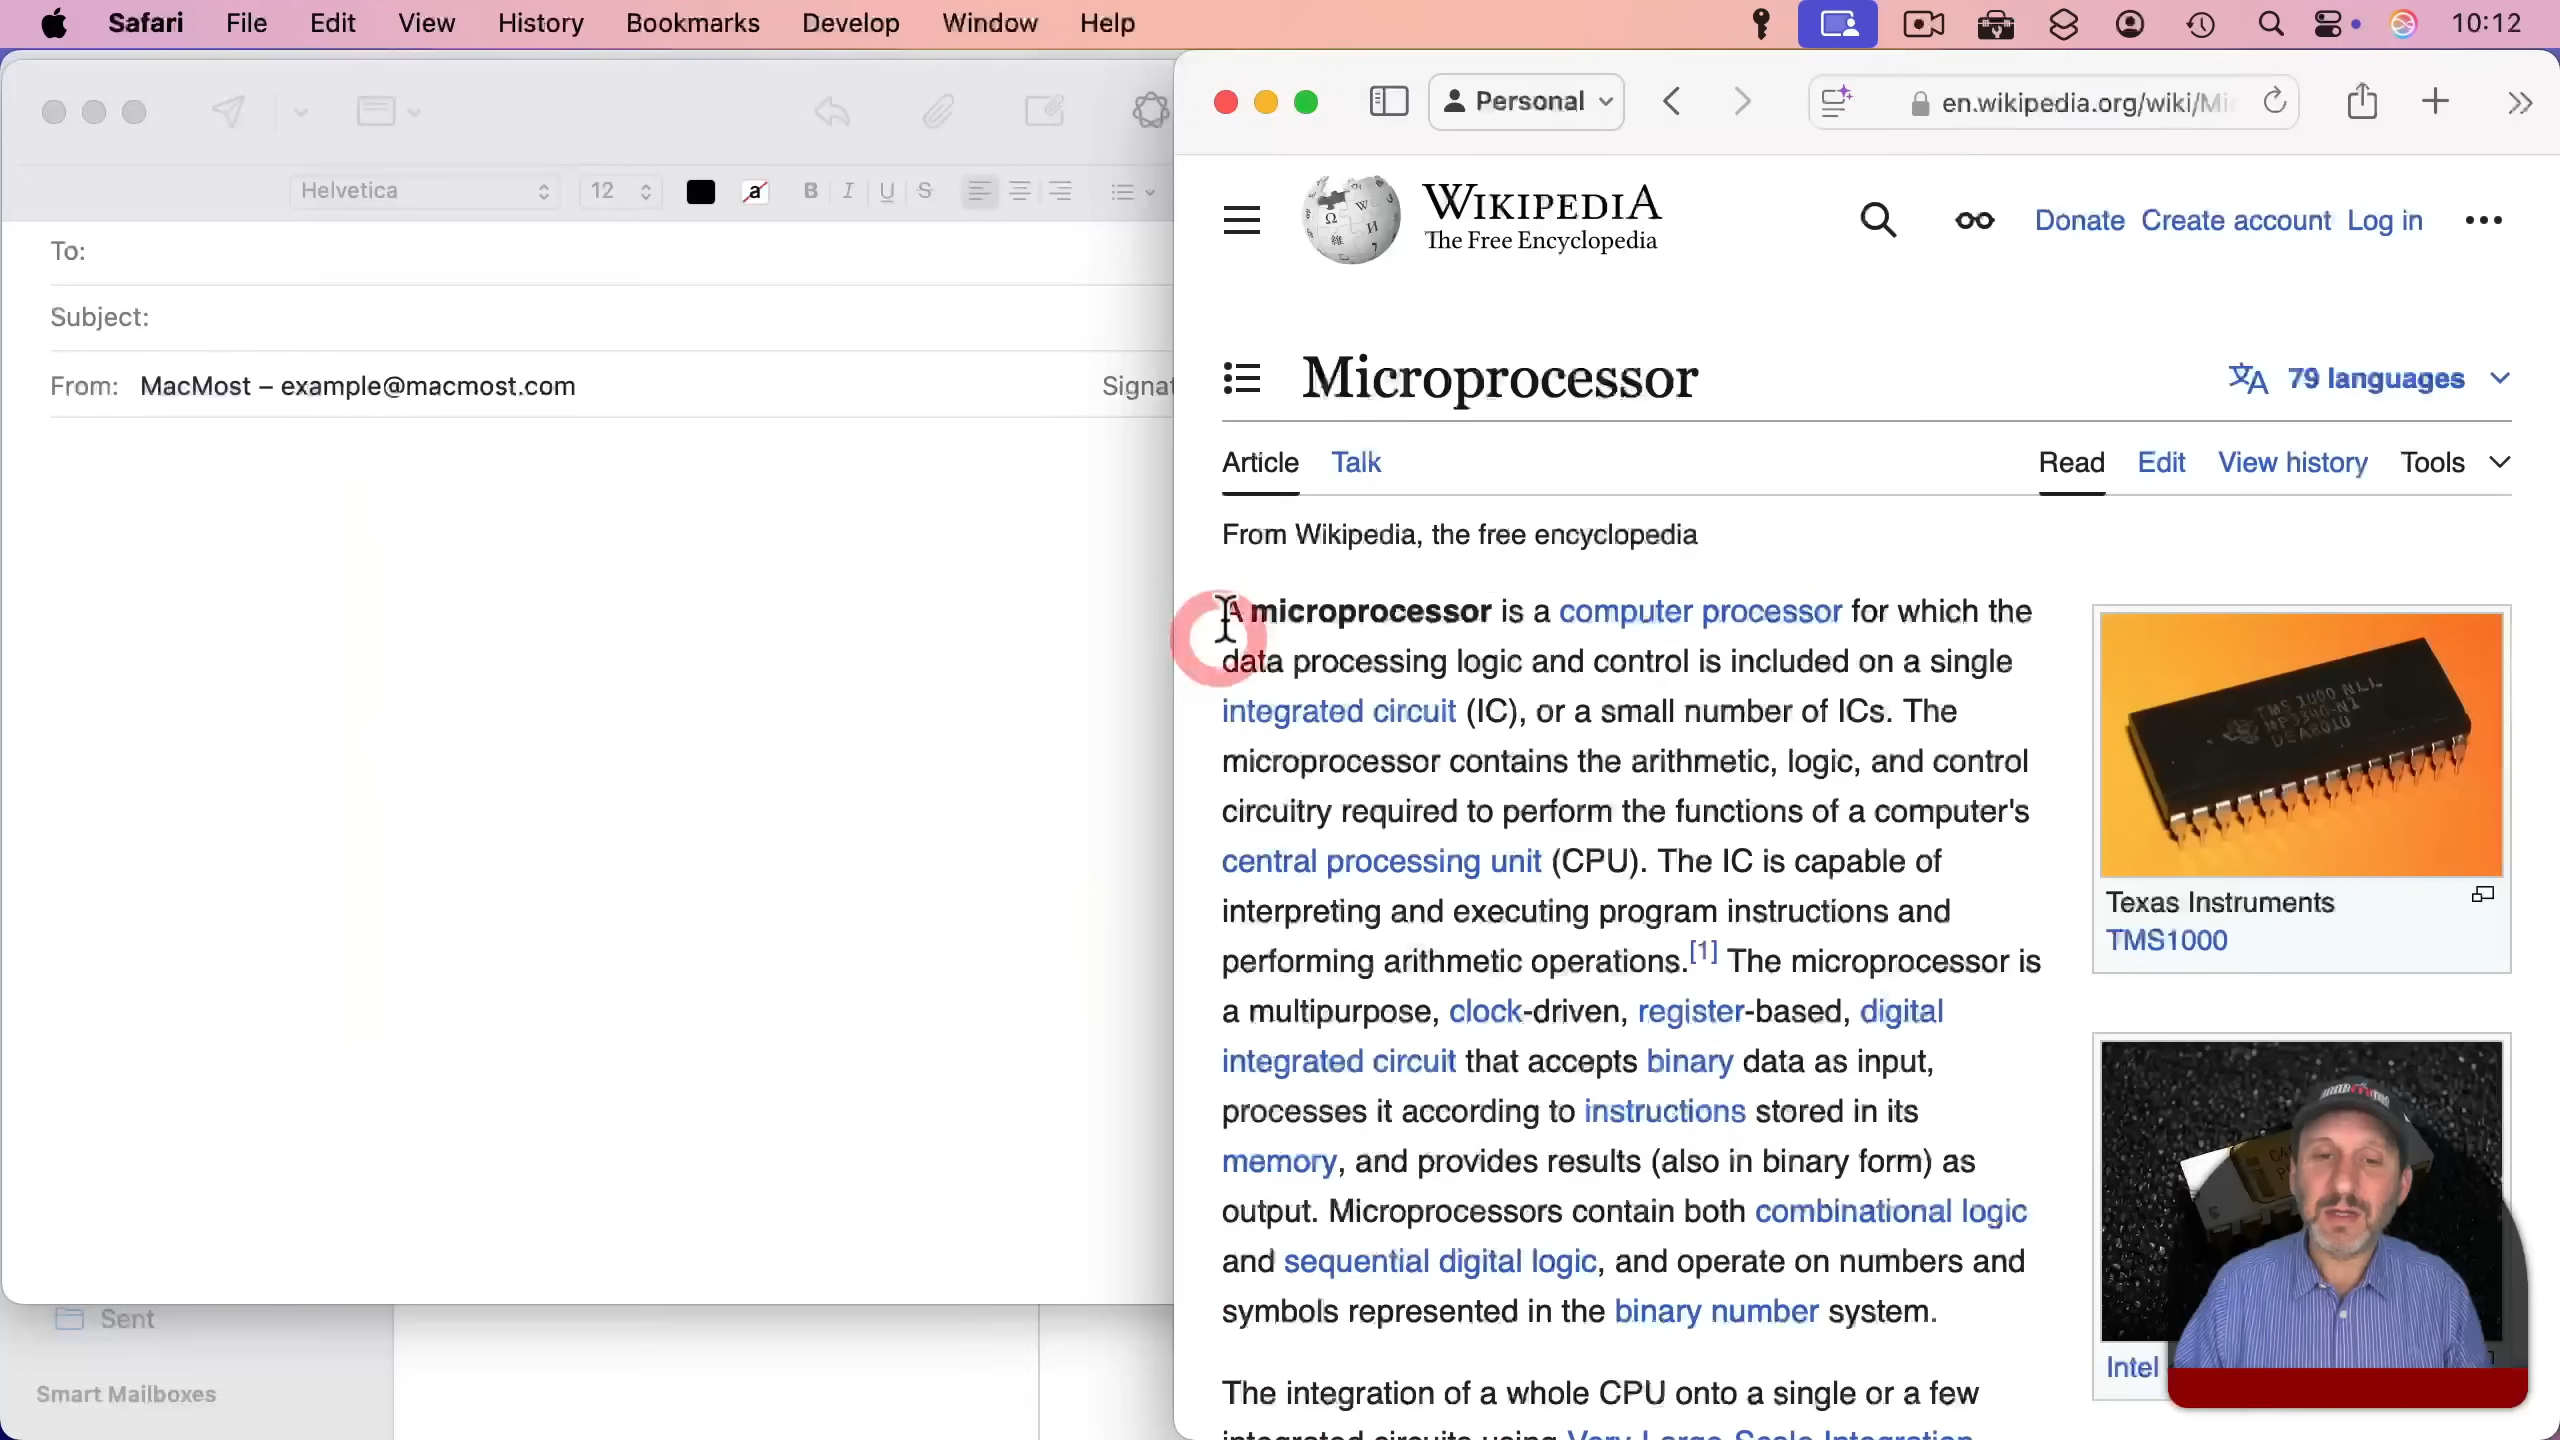 Safari File Edit View History Bookmarks Develop Window Help 10:12
Helvetica 12 a B I U S
To:
Subject:
From: MacMost – example@macmost.com Signat
Sent
Smart Mailboxes
Personal en.wikipedia.org/wiki/Mi
WIKIPEDIA
The Free Encyclopedia
Donate Create account Log in
Microprocessor
79 languages
Article Talk Read Edit View history Tools
From Wikipedia, the free encyclopedia
A microprocessor is a computer processor for which the
data processing logic and control is included on a single
integrated circuit (IC), or a small number of ICs. The
microprocessor contains the arithmetic, logic, and control
circuitry required to perform the functions of a computer's
central processing unit (CPU). The IC is capable of
interpreting and executing program instructions and
performing arithmetic operations.[1] The microprocessor is
a multipurpose, clock-driven, register-based, digital
integrated circuit that accepts binary data as input,
processes it according to instructions stored in its
memory, and provides results (also in binary form) as
output. Microprocessors contain both combinational logic
and sequential digital logic, and operate on numbers and
symbols represented in the binary number system.
The integration of a whole CPU onto a single or a few
integrated circuits using Very-Large-Scale Integration
Texas Instruments
TMS1000
Intel